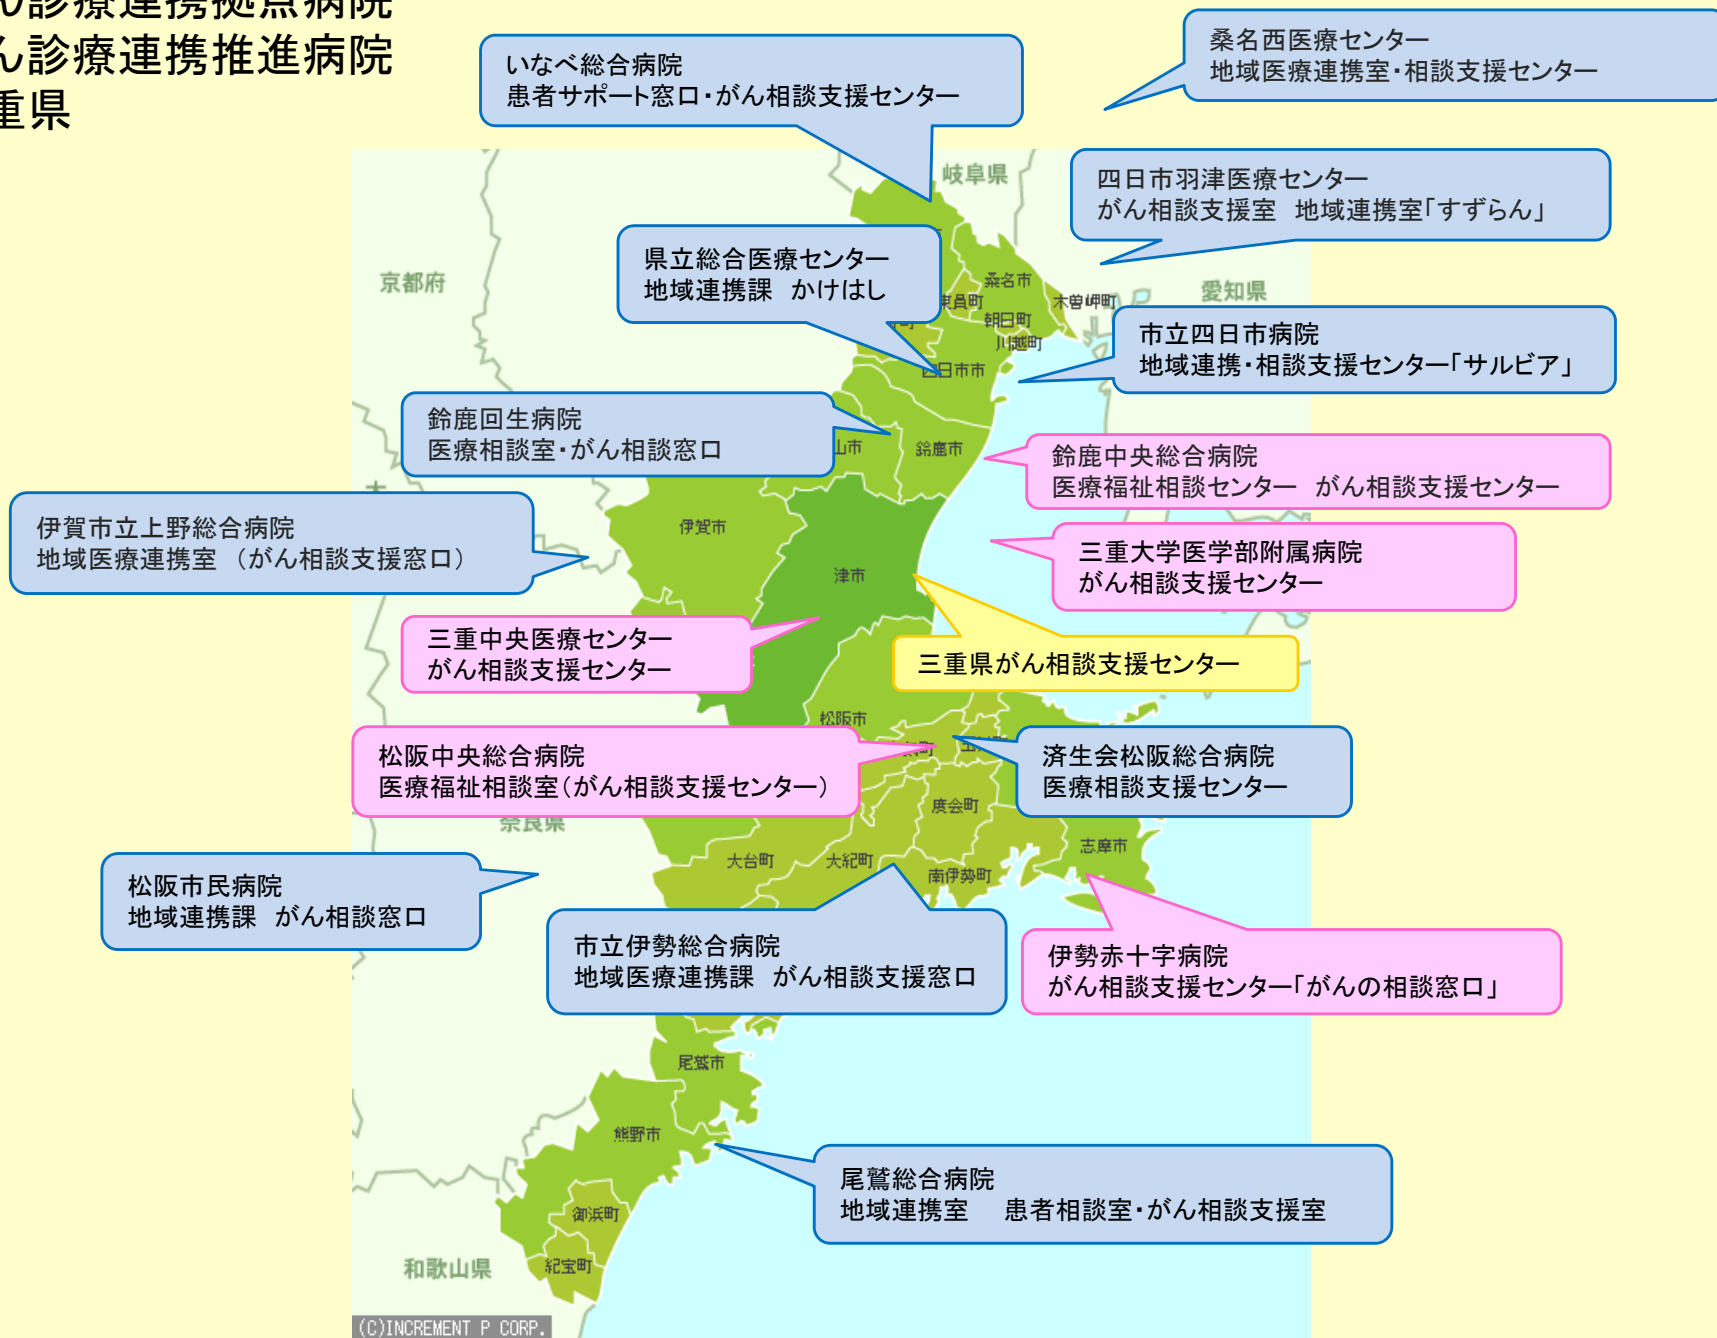 ん診療連携拠点病院
ん診療連携推進病院
重県
いなべ総合病院
患者サポート窓口・がん相談支援センター
桑名西医療センター
地域医療連携室・相談支援センター
岐阜県
四日市羽津医療センター
がん相談支援室　地域連携室「すずらん」
県立総合医療センター
地域連携課　かけはし
京都府
桑名市
愛知県
東員町
木曽岬町
朝日町
町
川越町
市立四日市病院
地域連携・相談支援センター「サルビア」
四日市市
鈴鹿回生病院
医療相談室・がん相談窓口
山市
鈴鹿市
鈴鹿中央総合病院
医療福祉相談センター　がん相談支援センター
伊賀市立上野総合病院
地域医療連携室　（がん相談支援窓口）
伊賀市
三重大学医学部附属病院
がん相談支援センター
津市
三重中央医療センター
がん相談支援センター
三重県がん相談支援センター
松阪市
松阪中央総合病院
医療福祉相談室（がん相談支援センター）
町
済生会松阪総合病院
医療相談支援センター
奈良県
度会町
志摩市
大台町
大紀町
南伊勢町
松阪市民病院
地域連携課　がん相談窓口
市立伊勢総合病院
地域医療連携課　がん相談支援窓口
伊勢赤十字病院
がん相談支援センター「がんの相談窓口」
尾鷲市
熊野市
尾鷲総合病院
地域連携室　患者相談室・がん相談支援室
御浜町
紀宝町
和歌山県
(C)INCREMENT P CORP.